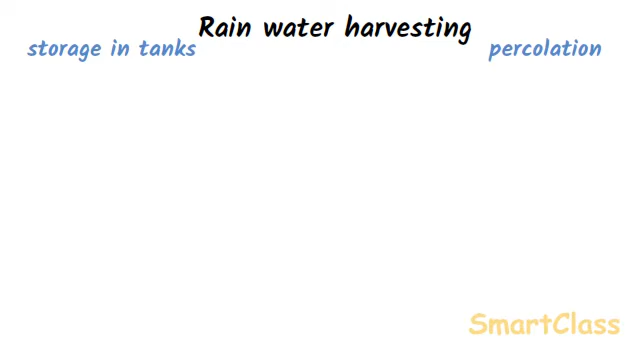 Rain water harvesting
storage in tanks
percolation
SmartClass